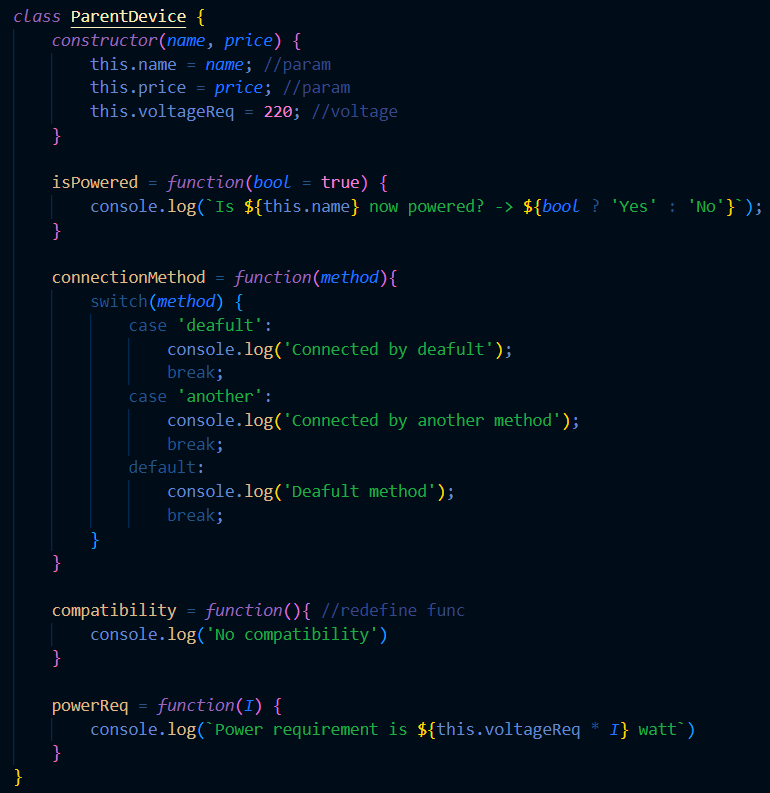 class ParentDevice {
    constructor(name, price) {
        this.name = name; //param
        this.price = price; //param
        this.voltageReq = 220; //voltage
    }

    isPowered = function(bool = true) {
        console.log(`Is ${this.name} now powered? -> ${bool ? 'Yes' : 'No'}`);
    }

    connectionMethod = function(method){
        switch(method) {
            case 'deafult':
                console.log('Connected by deafult');
                break;
            case 'another':
                console.log('Connected by another method');
                break;
            default:
                console.log('Deafult method');
                break;
        }
    }

    compatibility = function(){ //redefine func
        console.log('No compatibility')
    }

    powerReq = function(I) {
        console.log(`Power requirement is ${this.voltageReq * I} watt`)
    }
}